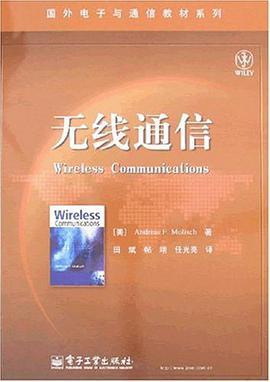 国外电子与通信教材系列
WILEY
无线通信
Wireless Communications
Wireless
Communications
[美] Andreas F. Molisch 著
田斌 帖翊 任光亮 译
电子工业出版社